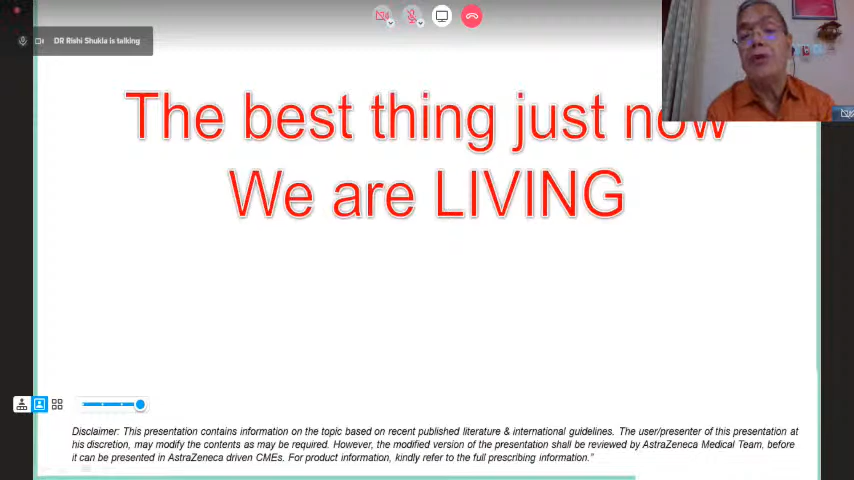 DR Rishi Shukla is talking
The best thing just now
We are LIVING
Disclaimer: This presentation contains information on the topic based on recent published literature & international guidelines. The user/presenter of this presentation at
his discretion, may modify the contents as may be required. However, the modified version of the presentation shall be reviewed by AstraZeneca Medical Team, before
it can be presented in AstraZeneca driven CMEs. For product information, kindly refer to the full prescribing information.”